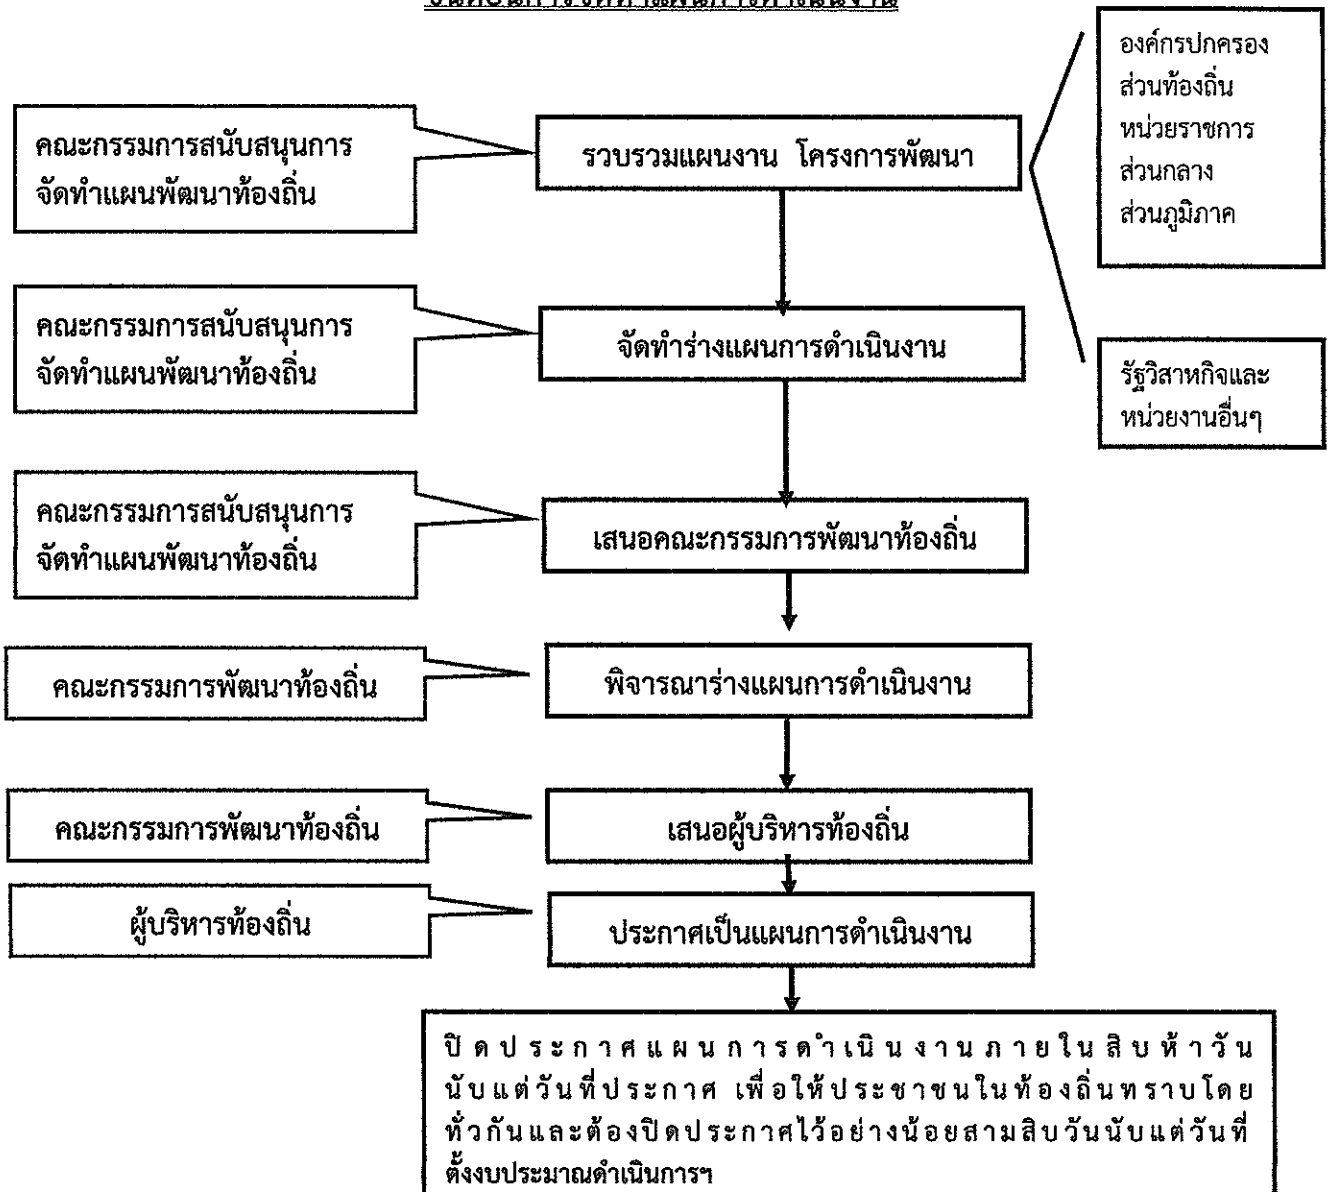 องค์กรปกครอง
ส่วนท้องถิ่น
หน่วยราชการ
ส่วนกลาง
ส่วนภูมิภาค
คณะกรรมการสนับสนุนการ
จัดทำแผนพัฒนาท้องถิ่น
รวบรวมแผนงาน โครงการพัฒนา
คณะกรรมการสนับสนุนการ
จัดทำแผนพัฒนาท้องถิ่น
จัดทำร่างแผนการดำเนินงาน
รัฐวิสาหกิจและ
หน่วยงานอื่นๆ
คณะกรรมการสนับสนุนการ
จัดทำแผนพัฒนาท้องถิ่น
เสนอคณะกรรมการพัฒนาท้องถิ่น
คณะกรรมการพัฒนาท้องถิ่น
พิจารณาร่างแผนการดำเนินงาน
คณะกรรมการพัฒนาท้องถิ่น
เสนอผู้บริหารท้องถิ่น
ผู้บริหารท้องถิ่น
ประกาศเป็นแผนการดำเนินงาน
ปิดประกาศแผนการดำเนินงานภายในสิบห้าวัน
นับแต่วันที่ประกาศ เพื่อให้ประชาชนในท้องถิ่นทราบโดย
ทั่วกันและต้องปิดประกาศไว้อย่างน้อยสามสิบวันนับแต่วันที่
ตั้งงบประมาณดำเนินการฯ